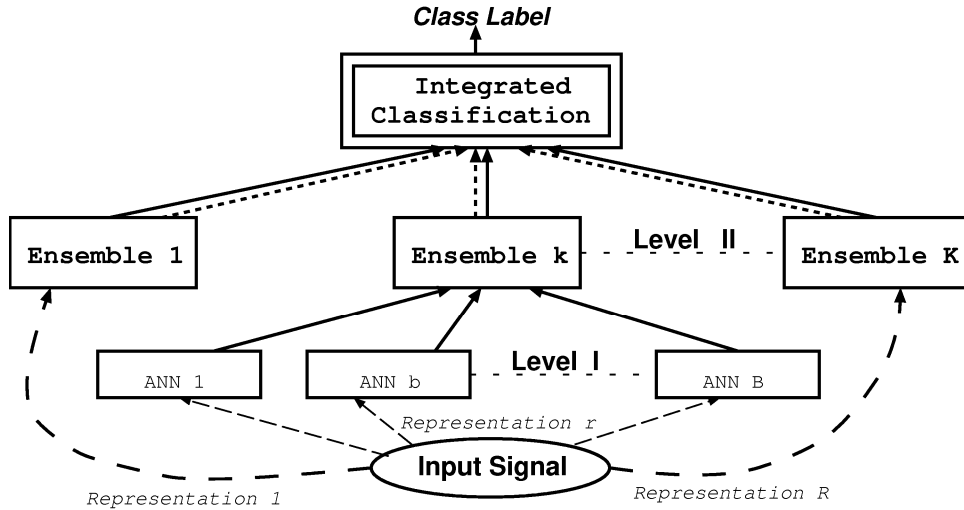 Class Label
Integrated
Classification
Ensemble 1
Ensemble k
Level II
Ensemble K
ANN 1
ANN b
Level I
ANN B
Representation r
Input Signal
Representation 1
Representation R